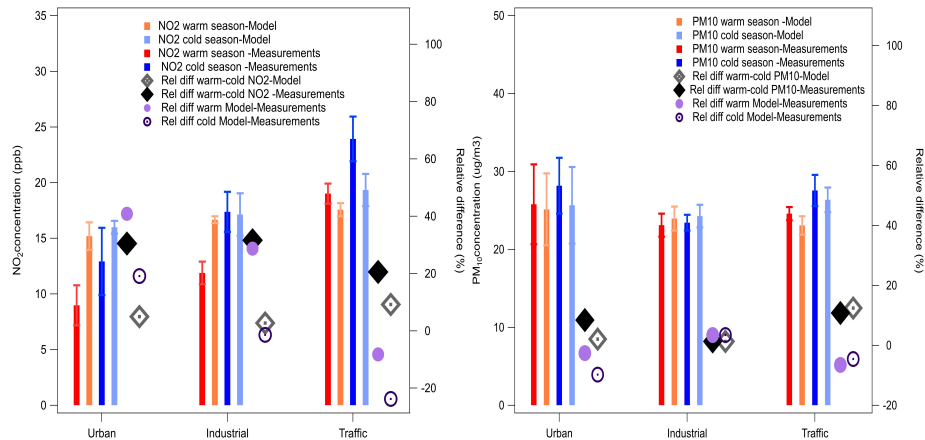 NO2 warm season-Model
NO2 cold season-Model
NO2 warm season -Measurements
NO2 cold season -Measurements
Rel diff warm-cold NO2-Model
Rel diff warm-cold NO2 -Measurements
Rel diff warm Model-Measurements
Rel diff cold Model-Measurements
NO2concentration (ppb)
35
30
25
20
15
10
5
0
100
80
60
40
20
0
-20
Relative difference (%)
Urban
Industrial
Traffic
PM10 warm season -Model
PM10 cold season-Model
PM10 warm season-Measurements
PM10 cold season -Measurements
Rel diff warm-cold PM10-Model
Rel diff warm-cold PM10-Measurements
Rel diff warm Model-Measurements
Rel diff cold Model-Measurements
PM10concentration (ug/m3)
50
40
30
20
10
0
100
80
60
40
20
0
-20
Relative difference (%)
Urban
Industrial
Traffic